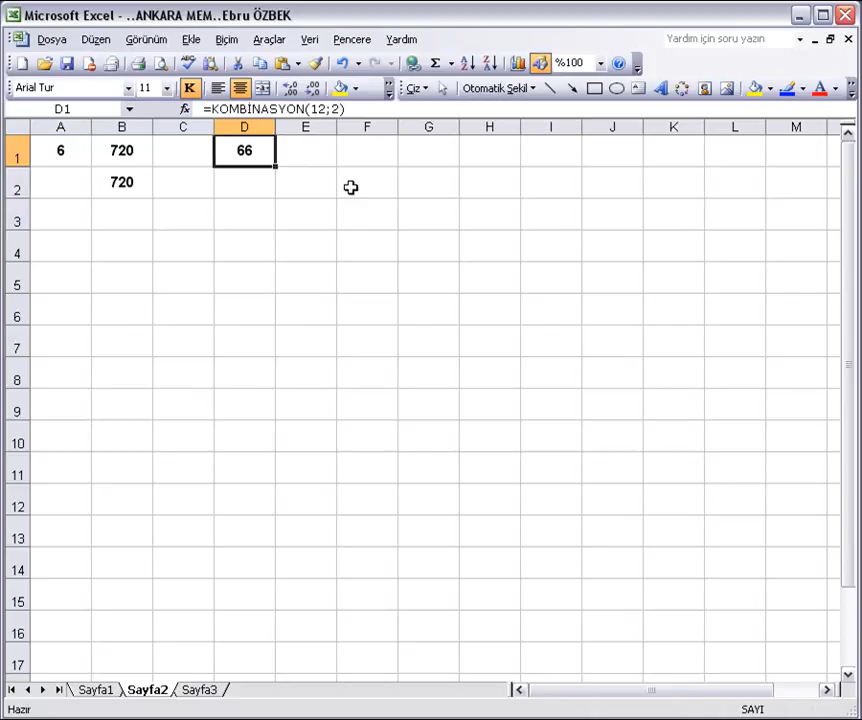 Microsoft Excel - ..ANKARA MEM..Ebru ÖZBEK
Dosya Düzen Görünüm Ekle Biçim Araçlar Veri Pencere Yardım Yardım için soru yazın
%100
Arial Tur 11 K Çiz Otomatik Şekil
D1 fx =KOMBİNASYON(12;2)
A B C D E F G H I J K L M
1 6 720 66
2 720
3
4
5
6
7
8
9
10
11
12
13
14
15
16
17
Sayfa1 Sayfa2 Sayfa3
Hazır SAYI